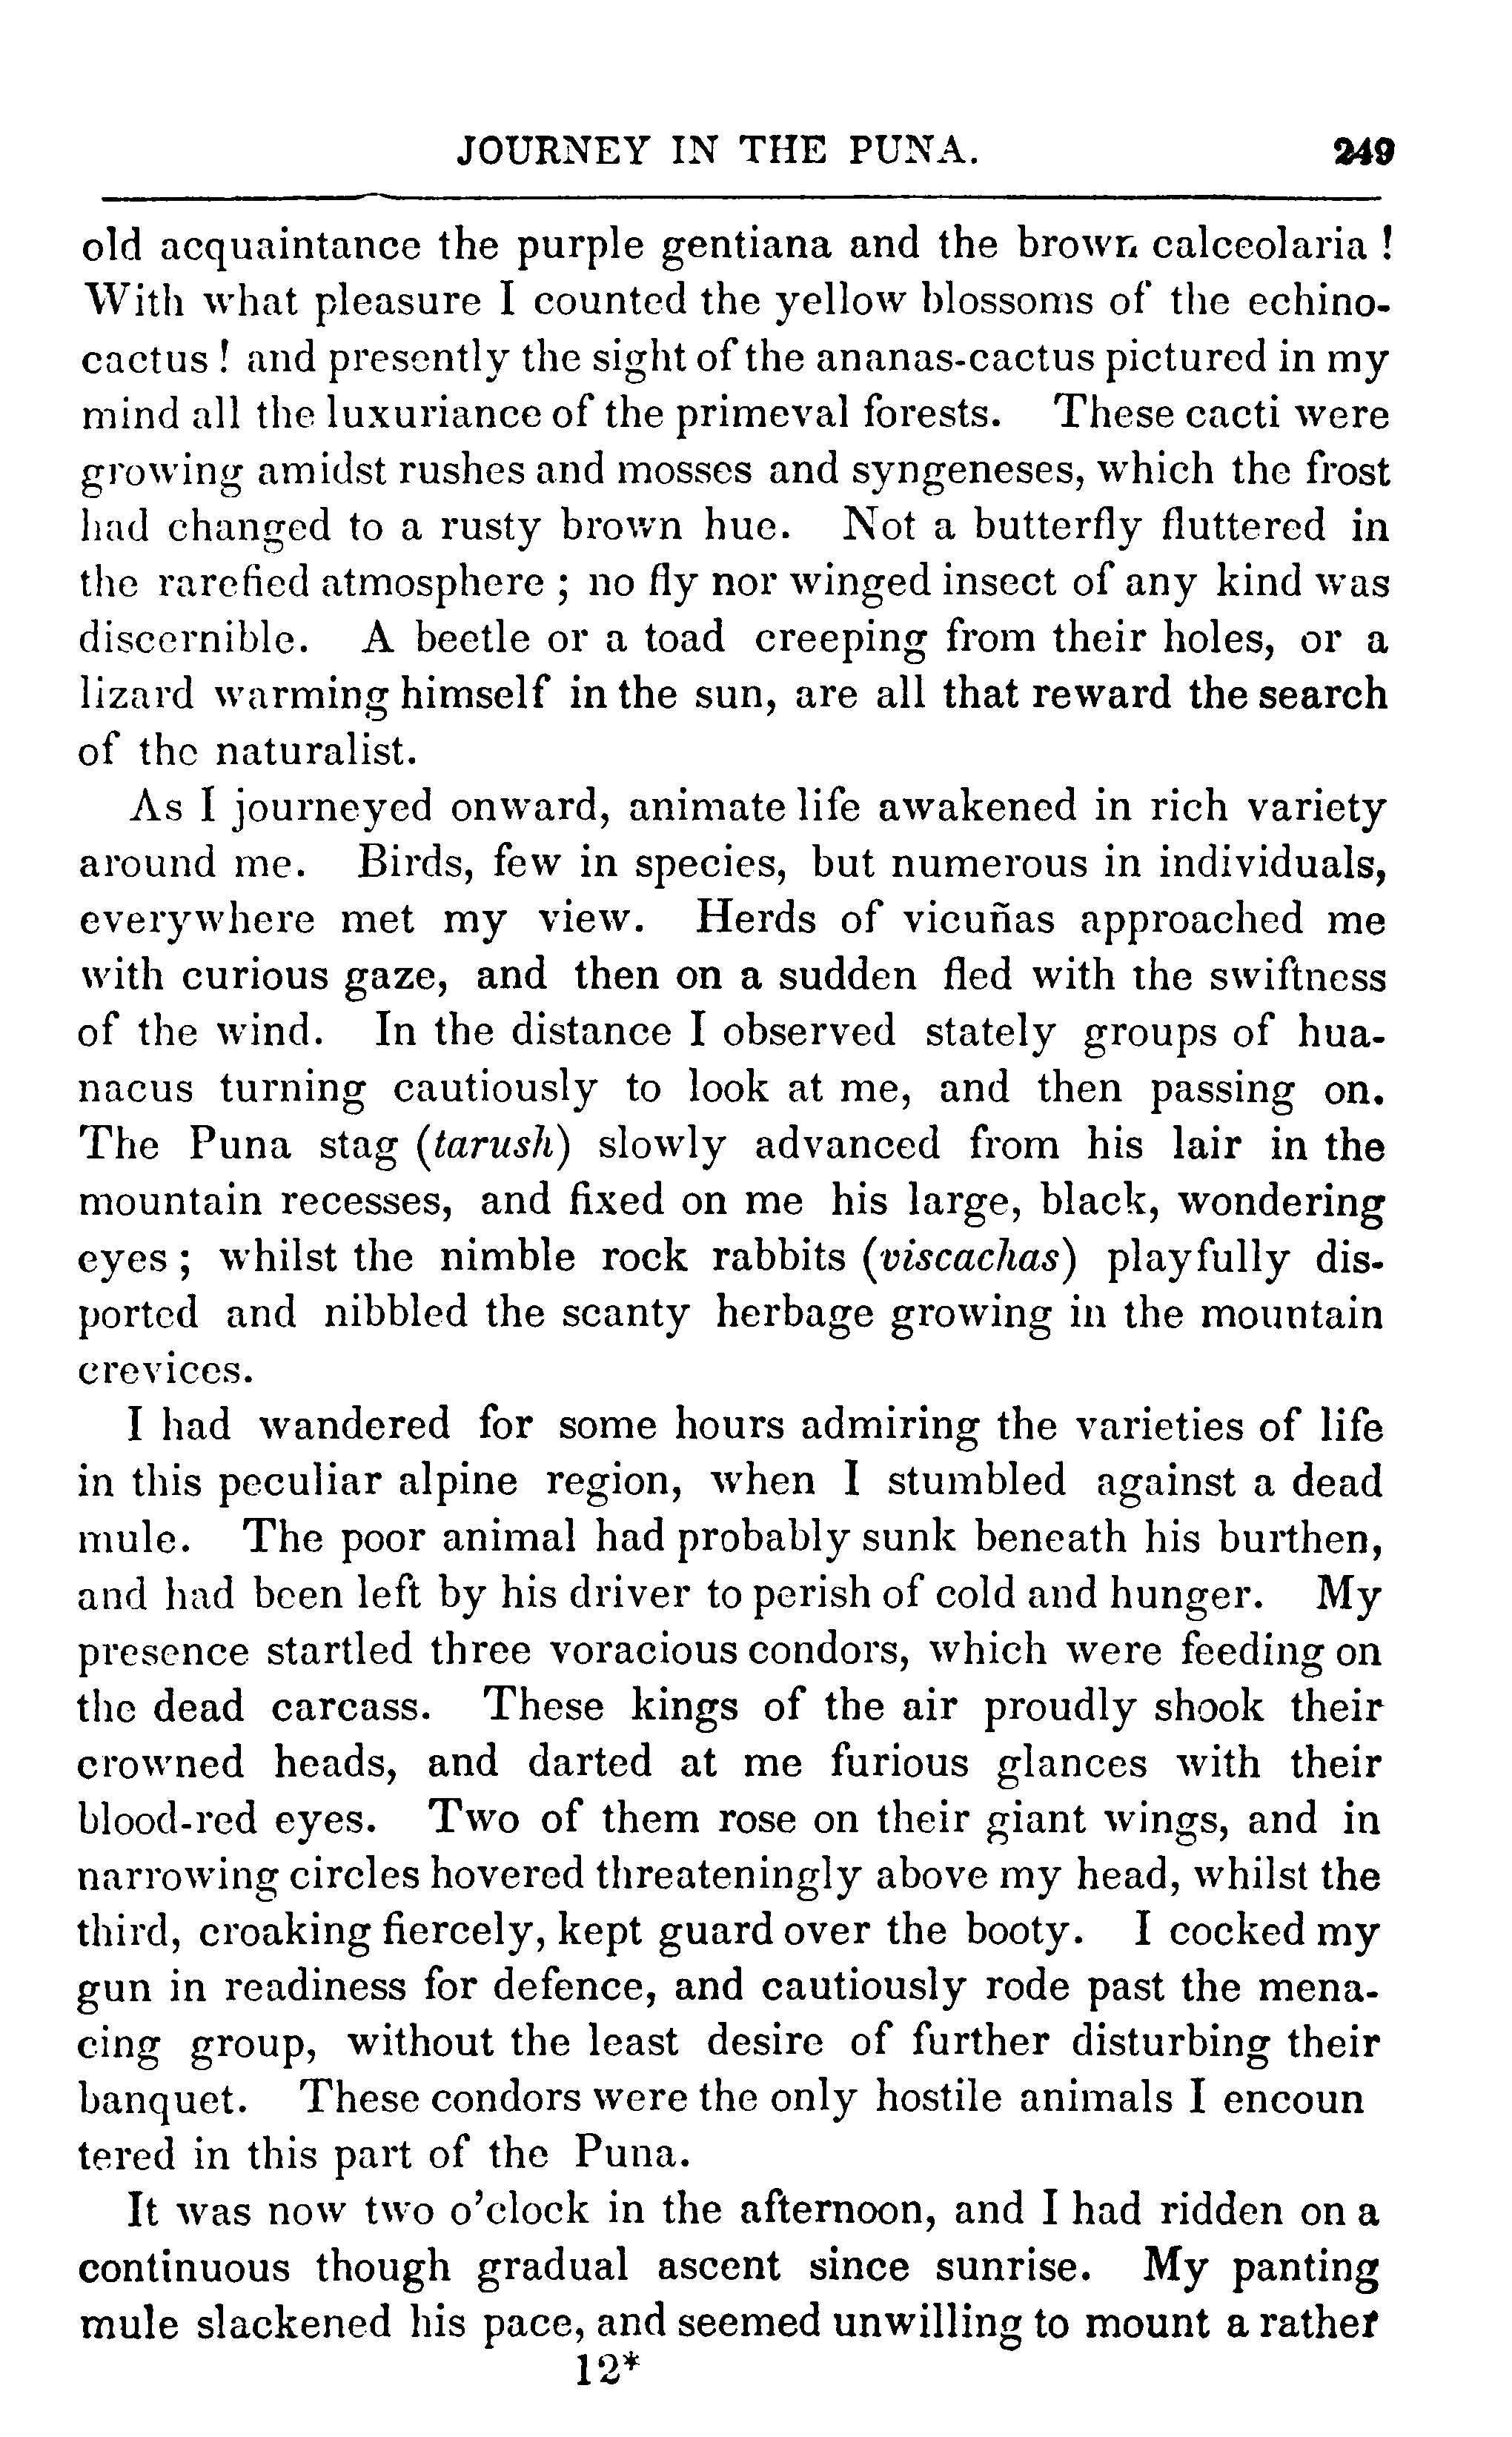 JOURNEY IN THE PUNA. 249
old acquaintance the purple gentiana and the brown calceolaria !
With what pleasure I counted the yellow blossoms of the echino-
cactus ! and presently the sight of the ananas-cactus pictured in my
mind all the luxuriance of the primeval forests. These cacti were
growing amidst rushes and mosses and syngeneses, which the frost
had changed to a rusty brown hue. Not a butterfly fluttered in
the rarefied atmosphere ; no fly nor winged insect of any kind was
discernible. A beetle or a toad creeping from their holes, or a
lizard warming himself in the sun, are all that reward the search
of the naturalist.
As I journeyed onward, animate life awakened in rich variety
around me. Birds, few in species, but numerous in individuals,
everywhere met my view. Herds of vicuñas approached me
with curious gaze, and then on a sudden fled with the swiftness
of the wind. In the distance I observed stately groups of hua-
nacus turning cautiously to look at me, and then passing on.
The Puna stag (tarush) slowly advanced from his lair in the
mountain recesses, and fixed on me his large, black, wondering
eyes ; whilst the nimble rock rabbits (viscachas) playfully dis-
ported and nibbled the scanty herbage growing in the mountain
crevices.
I had wandered for some hours admiring the varieties of life
in this peculiar alpine region, when I stumbled against a dead
mule. The poor animal had probably sunk beneath his burthen,
and had been left by his driver to perish of cold and hunger. My
presence startled three voracious condors, which were feeding on
the dead carcass. These kings of the air proudly shook their
crowned heads, and darted at me furious glances with their
blood-red eyes. Two of them rose on their giant wings, and in
narrowing circles hovered threateningly above my head, whilst the
third, croaking fiercely, kept guard over the booty. I cocked my
gun in readiness for defence, and cautiously rode past the mena-
cing group, without the least desire of further disturbing their
banquet. These condors were the only hostile animals I encoun
tered in this part of the Puna.
It was now two o'clock in the afternoon, and I had ridden on a
continuous though gradual ascent since sunrise. My panting
mule slackened his pace, and seemed unwilling to mount a rather
12*